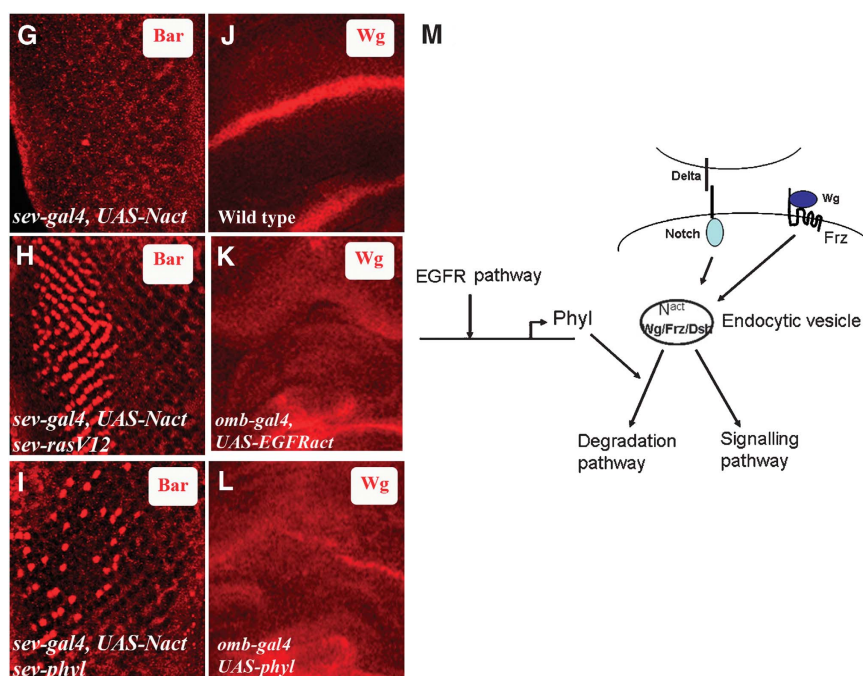 G
Bar
sev-gal4, UAS-Nact
J
Wg
Wild type
H
Bar
sev-gal4, UAS-Nact
sev-rasV12
K
Wg
omb-gal4,
UAS-EGFRact
I
Bar
sev-gal4, UAS-Nact
sev-phyl
L
Wg
omb-gal4
UAS-phyl
M
Delta
Wg
Notch
Frz
EGFR pathway
Phyl
Nact
Wg/Frz/Dsh
Endocytic vesicle
Degradation
pathway
Signalling
pathway